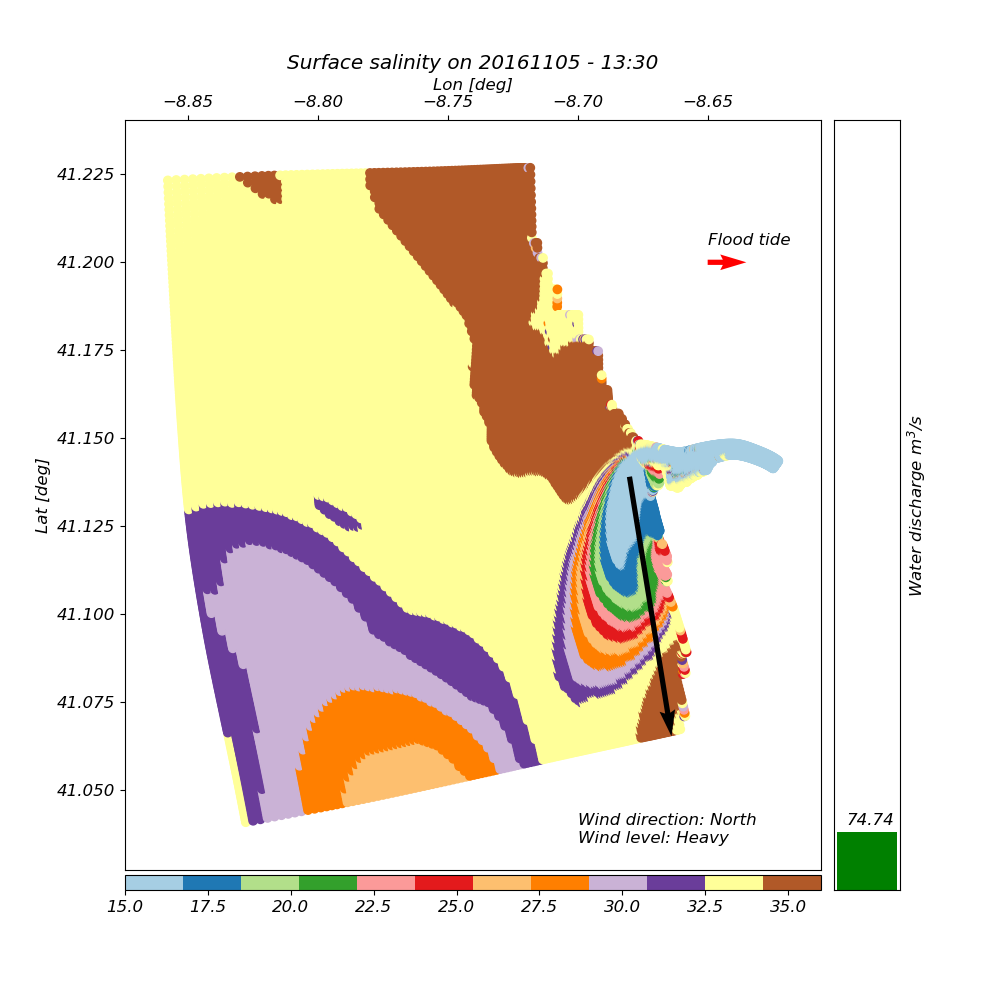 Surface salinity on 20161105 - 13:30
Lon [deg]
−8.85 −8.80 −8.75 −8.70 −8.65
41.225
41.200
41.175
41.150
41.125
41.100
41.075
41.050
Lat [deg]
Flood tide
Wind direction: North
Wind level: Heavy
74.74
Water discharge m³/s
15.0 17.5 20.0 22.5 25.0 27.5 30.0 32.5 35.0